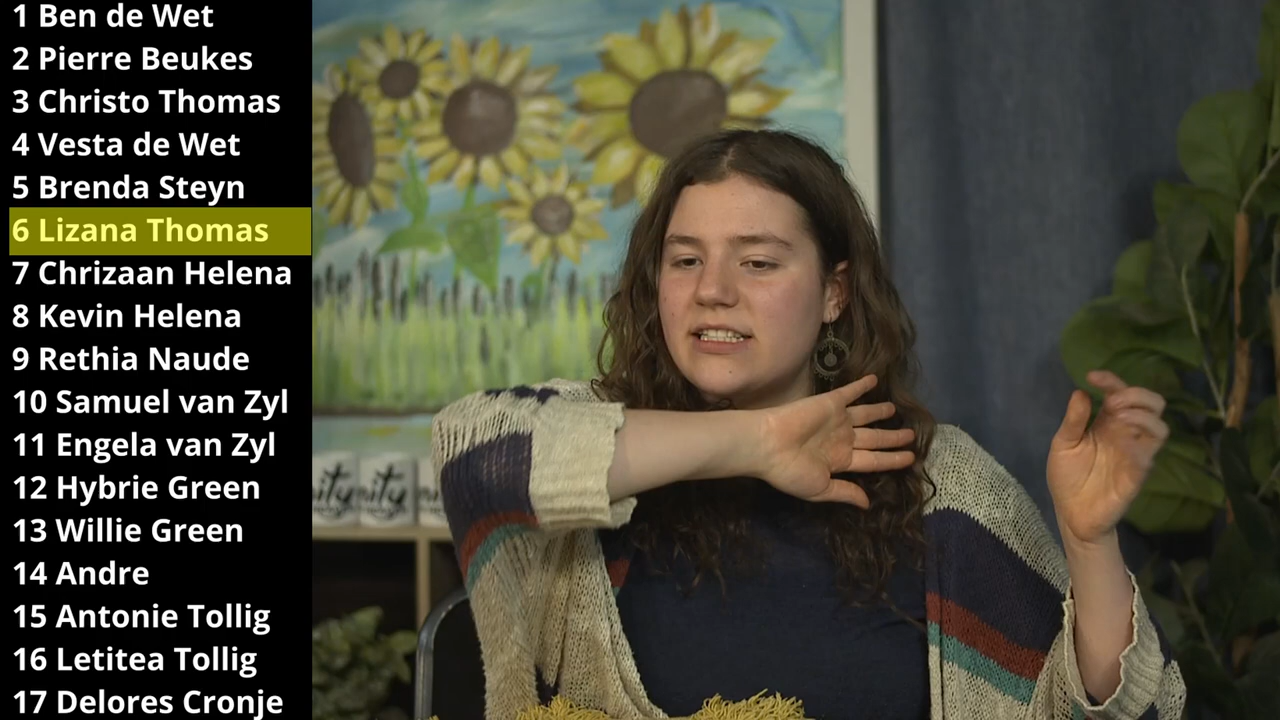 1 Ben de Wet
2 Pierre Beukes
3 Christo Thomas
4 Vesta de Wet
5 Brenda Steyn
6 Lizana Thomas
7 Chrizaan Helena
8 Kevin Helena
9 Rethia Naude
10 Samuel van Zyl
11 Engela van Zyl
12 Hybrie Green
13 Willie Green
14 Andre
15 Antonie Tollig
16 Letitea Tollig
17 Delores Cronje